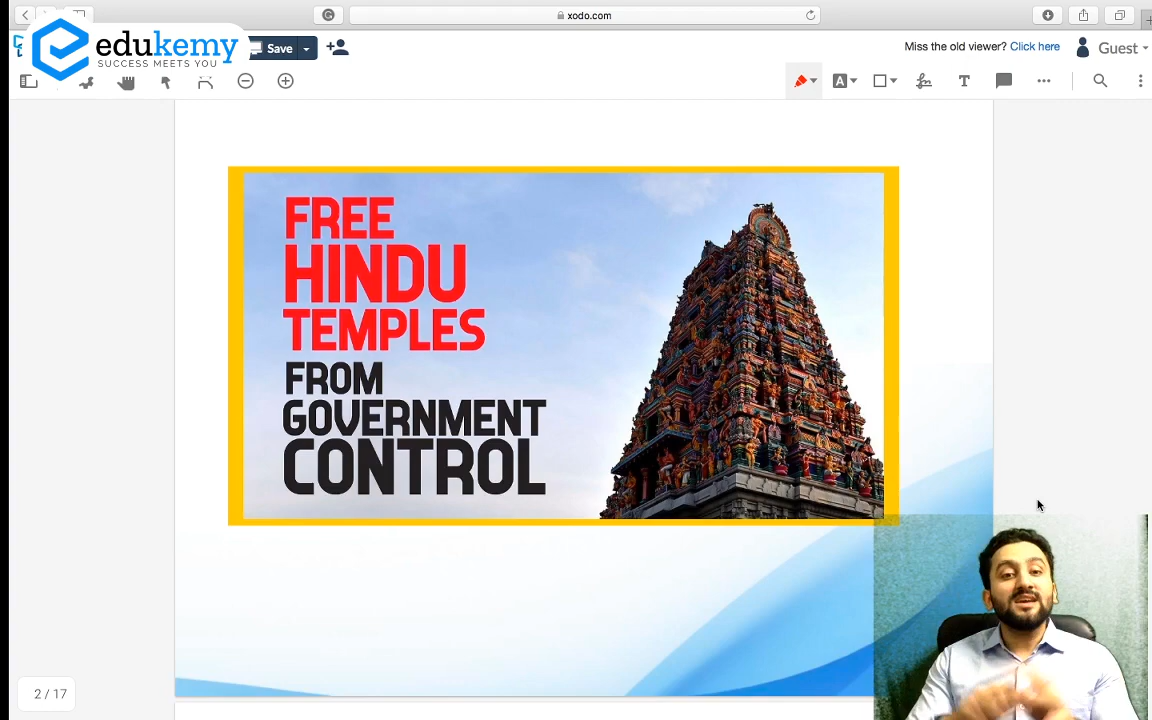 xodo.com
edukemy
SUCCESS MEETS YOU
Save
Miss the old viewer? Click here
Guest
FREE
HINDU
TEMPLES
FROM
GOVERNMENT
CONTROL
2 / 17